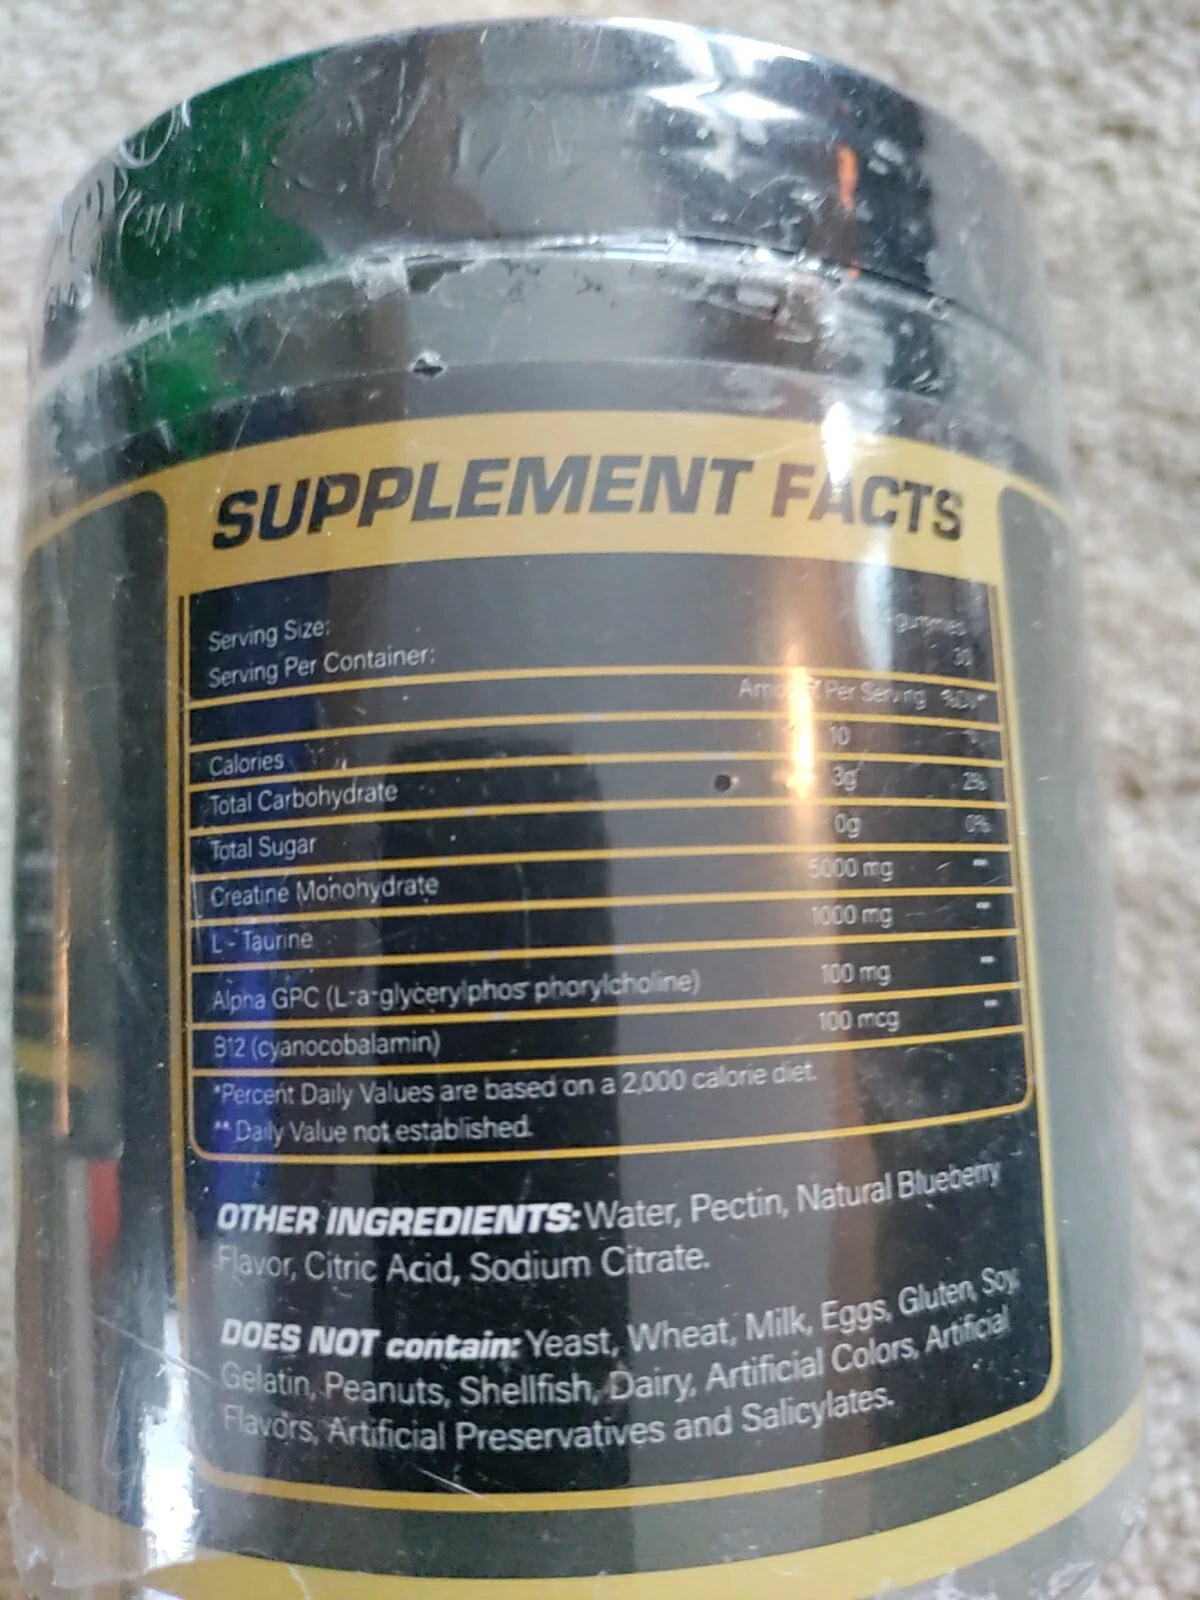 SUPPLEMENT FACTS
Serving Size: gummies
Serving Per Container: 30
Amount Per Serving %DV*
Calories 10
Total Carbohydrate 3g 2%
Total Sugar 0g 0%
Creatine Monohydrate 5000 mg **
L - Taurine 1000 mg **
Alpha GPC (L-a-glycerylphos phorylcholine) 100 mg **
B12 (cyanocobalamin) 100 mcg **
*Percent Daily Values are based on a 2,000 calorie diet.
** Daily Value not established.
OTHER INGREDIENTS: Water, Pectin, Natural Blueberry
Flavor, Citric Acid, Sodium Citrate.
DOES NOT contain: Yeast, Wheat, Milk, Eggs, Gluten, Soy,
Gelatin, Peanuts, Shellfish, Dairy, Artificial Colors, Artificial
Flavors, Artificial Preservatives and Salicylates.